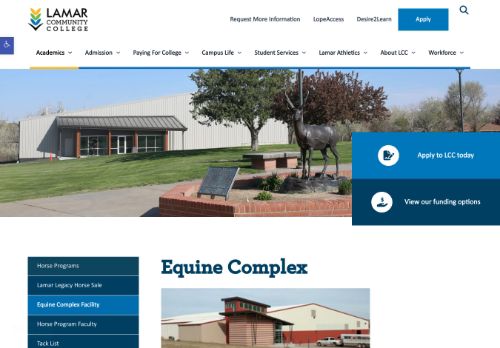 LAMAR
COMMUNITY
COLLEGE
Request More Information LopeAccess Desire2Learn Apply
Academics Admission Paying For College Campus Life Student Services Lamar Athletics About LCC Workforce
Apply to LCC today
View our funding options
Horse Programs
Lamar Legacy Horse Sale
Equine Complex Facility
Horse Program Faculty
Tack List
Equine Complex